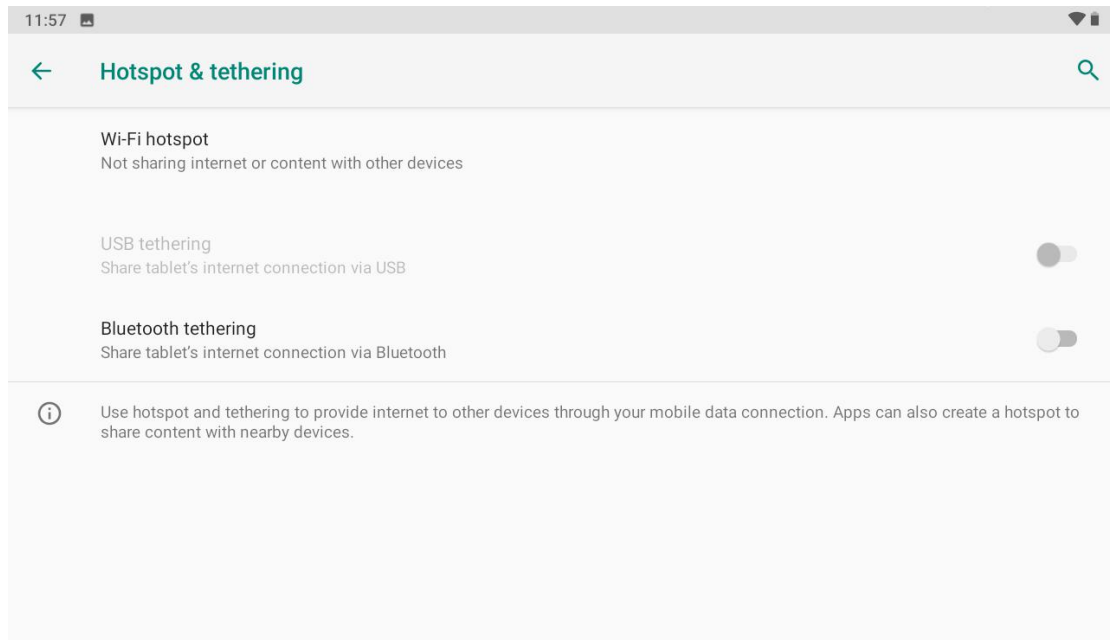 11:57
Hotspot & tethering
Wi-Fi hotspot
Not sharing internet or content with other devices
USB tethering
Share tablet's internet connection via USB
Bluetooth tethering
Share tablet's internet connection via Bluetooth
Use hotspot and tethering to provide internet to other devices through your mobile data connection. Apps can also create a hotspot to
share content with nearby devices.